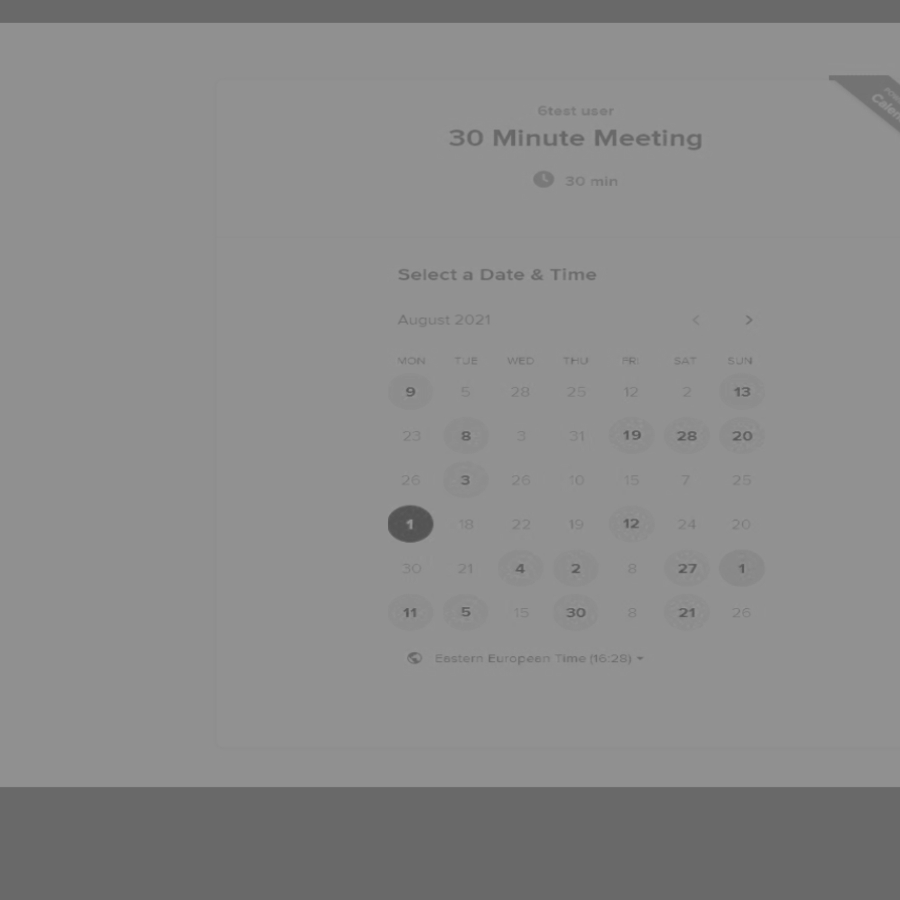 6test user
30 Minute Meeting
30 min
Select a Date & Time
August 2021
MON TUE WED THU FRI SAT SUN
9 5 28 25 12 2 13
23 8 3 31 19 28 20
26 3 26 10 15 7 25
1 18 22 19 12 24 20
30 21 4 2 8 27 1
11 5 15 30 8 21 26
Eastern European Time (16:28)